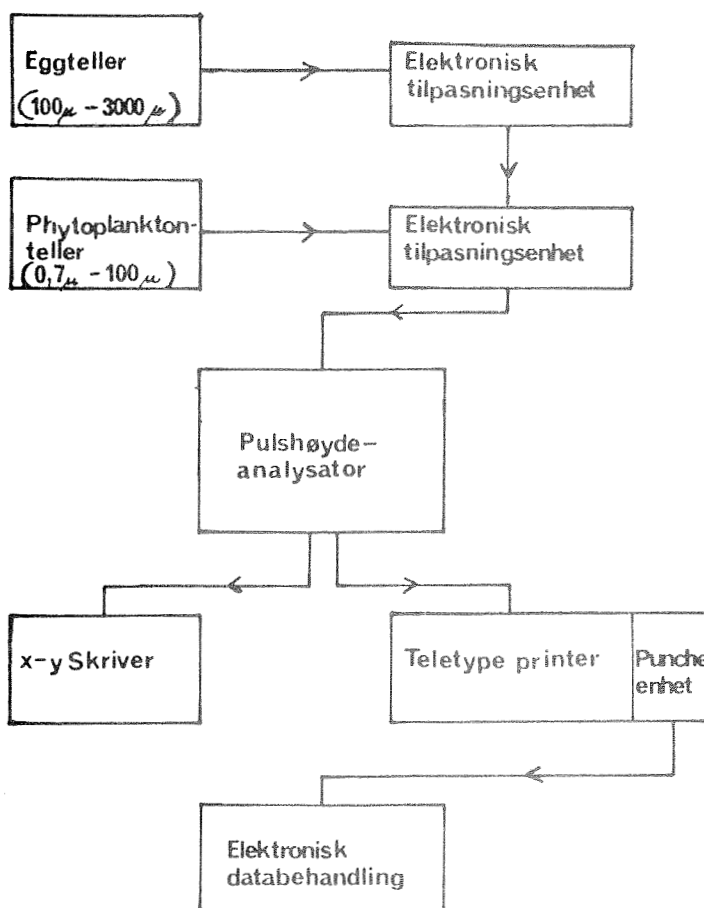 Eggteller
(100μ – 3000μ)
Elektronisk
tilpasningsenhet
Phytoplankton-
teller
(0,7μ – 100μ)
Elektronisk
tilpasningsenhet
Pulshøyde-
analysator
x-y Skriver
Teletype printer
Punche
enhet
Elektronisk
databehandling